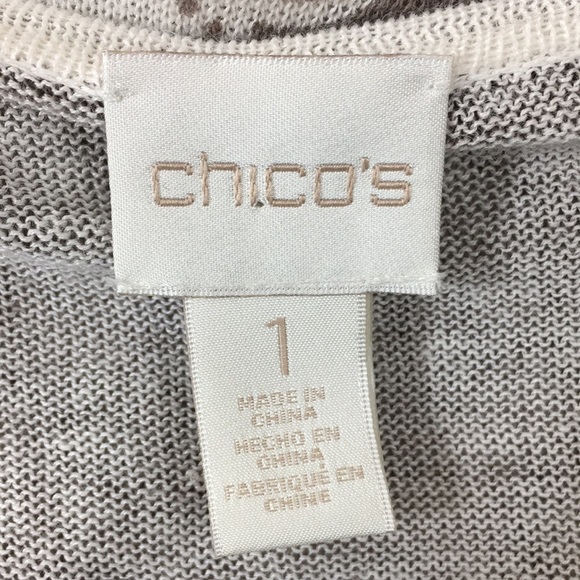 chico's
1
MADE IN
CHINA
HECHO EN
CHINA
FABRIQUÉ EN
CHINE